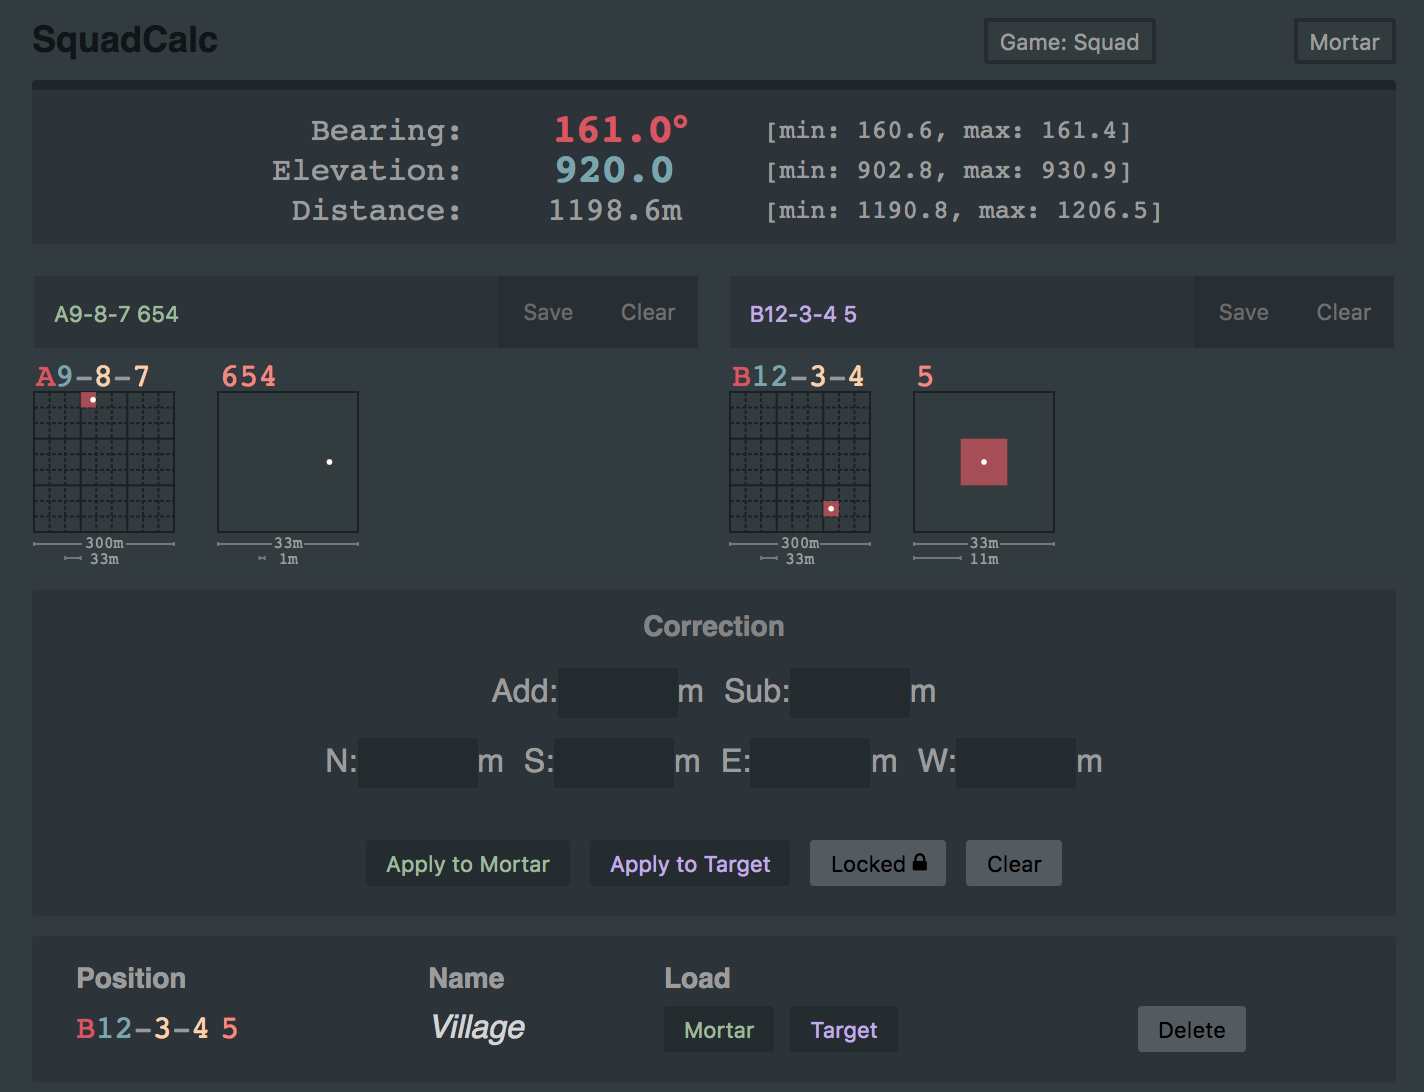 SquadCalc
Game: Squad
Mortar
Bearing: 161.0° [min: 160.6, max: 161.4]
Elevation: 920.0 [min: 902.8, max: 930.9]
Distance: 1198.6m [min: 1190.8, max: 1206.5]
A9-8-7 654 Save Clear
B12-3-4 5 Save Clear
A9-8-7 654
300m 33m
33m 1m
B12-3-4 5
300m 33m
33m 11m
Correction
Add: m Sub: m
N: m S: m E: m W: m
Apply to Mortar Apply to Target Locked Clear
Position Name Load
B12-3-4 5 Village Mortar Target Delete